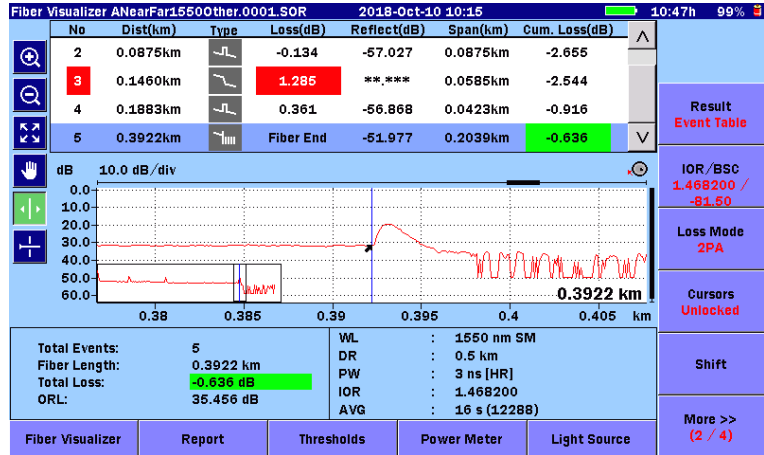 Fiber Visualizer ANearFar1550Other.0001.SOR 2018-Oct-10 10:15 10:47h 99%
No Dist(km) Type Loss(dB) Reflect(dB) Span(km) Cum. Loss(dB)
2 0.0875km -0.134 -57.027 0.0875km -2.655
3 0.1460km 1.285 **.*** 0.0585km -2.544
4 0.1883km 0.361 -56.868 0.0423km -0.916
5 0.3922km Fiber End -51.977 0.2039km -0.636
dB 10.0 dB/div
0.0
10.0
20.0
30.0
40.0
50.0
60.0
0.3922 km
0.38 0.385 0.39 0.395 0.4 0.405 km
Total Events: 5
Fiber Length: 0.3922 km
Total Loss: -0.636 dB
ORL: 35.456 dB
WL : 1550 nm SM
DR : 0.5 km
PW : 3 ns [HR]
IOR : 1.468200
AVG : 16 s (12288)
Result
Event Table
IOR/BSC
1.468200 /
-81.50
Loss Mode
2PA
Cursors
Unlocked
Shift
More >>
(2 / 4)
Fiber Visualizer Report Thresholds Power Meter Light Source